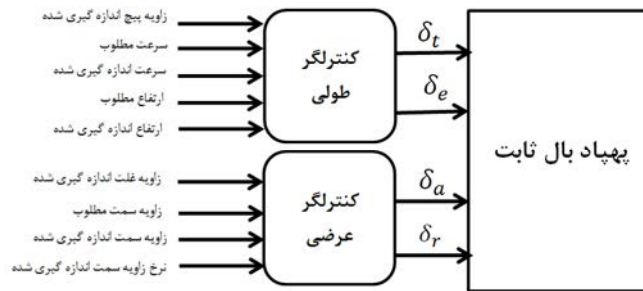 زاویه پیچ اندازه گیری شده
سرعت مطلوب
سرعت اندازه گیری شده
ارتفاع مطلوب
ارتفاع اندازه گیری شده
کنترلگر
طولی
δt
δe
پهپاد بال ثابت
زاویه غلت اندازه گیری شده
زاویه سمت مطلوب
زاویه سمت اندازه گیری شده
نرخ زاویه سمت اندازه گیری شده
کنترلگر
عرضی
δa
δr